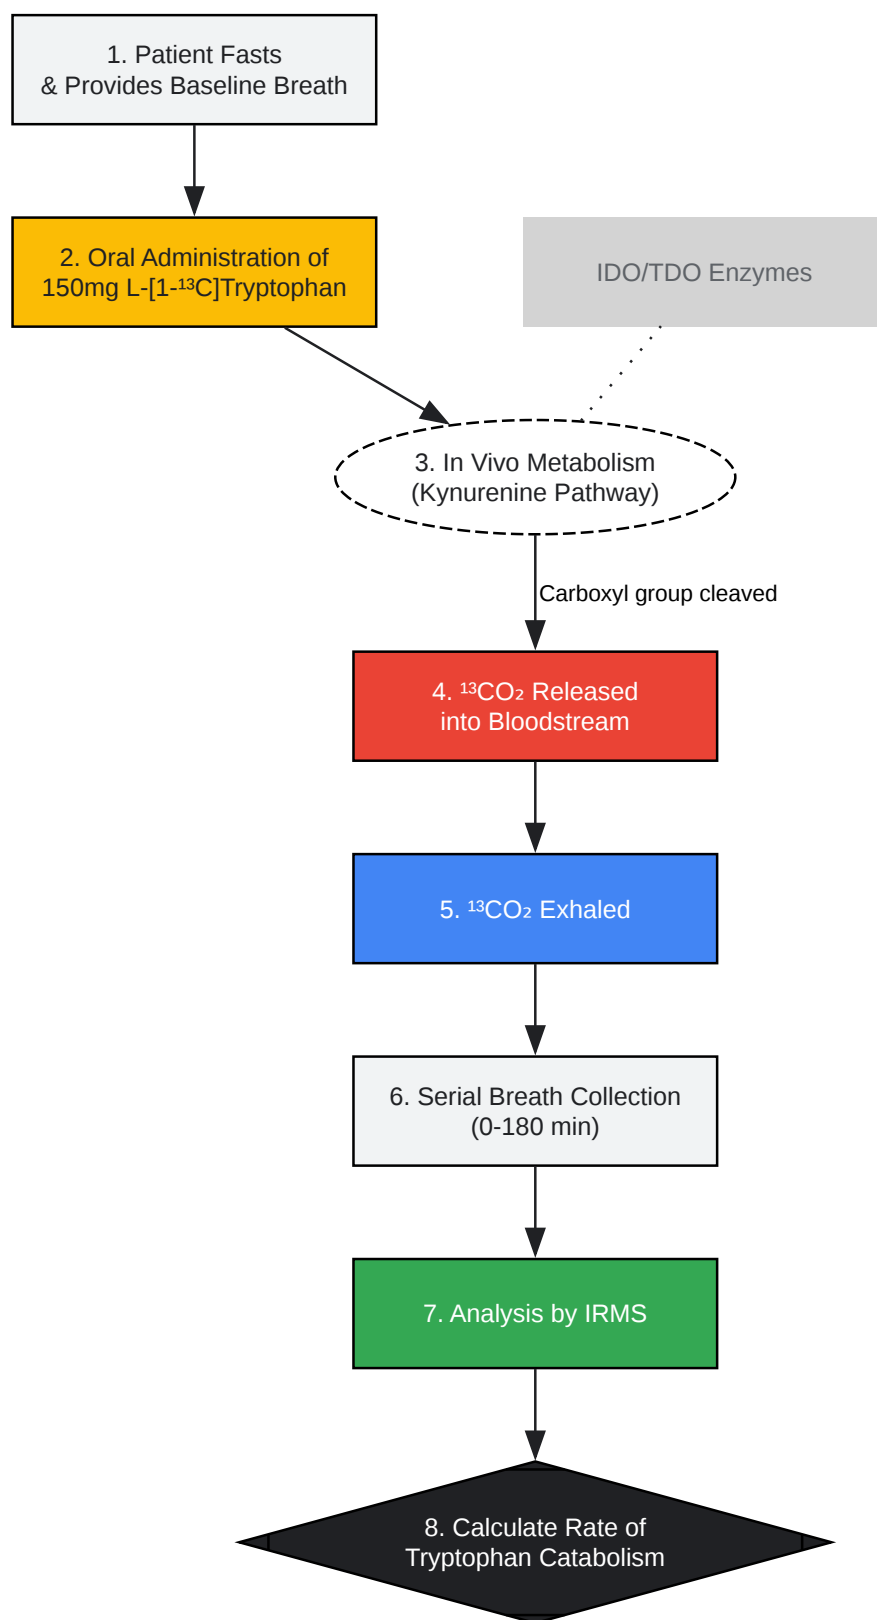 1. Patient Fasts
& Provides Baseline Breath
2. Oral Administration of
150mg L-[1-¹³C]Tryptophan
IDO/TDO Enzymes
3. In Vivo Metabolism
(Kynurenine Pathway)
Carboxyl group cleaved
4. ¹³CO₂ Released
into Bloodstream
5. ¹³CO₂ Exhaled
6. Serial Breath Collection
(0-180 min)
7. Analysis by IRMS
8. Calculate Rate of
Tryptophan Catabolism